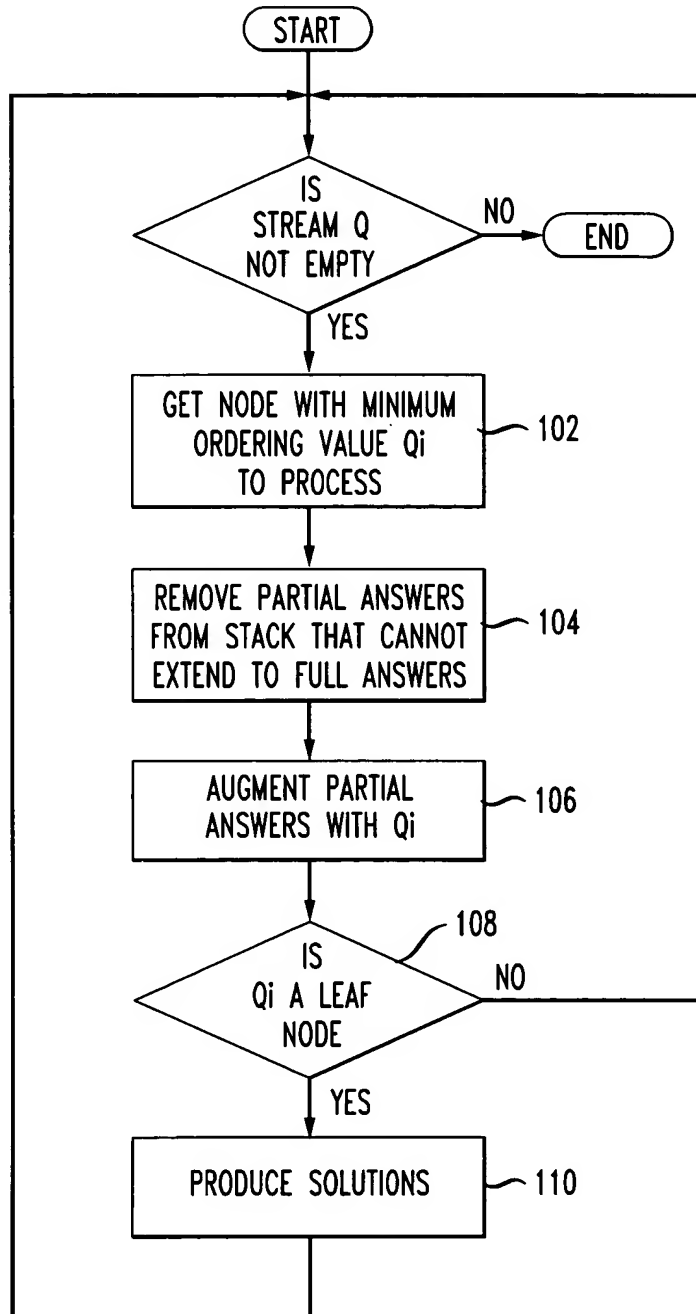 START
IS
STREAM Q
NOT EMPTY
NO
END
YES
GET NODE WITH MINIMUM
ORDERING VALUE Qi
TO PROCESS
102
REMOVE PARTIAL ANSWERS
FROM STACK THAT CANNOT
EXTEND TO FULL ANSWERS
104
AUGMENT PARTIAL
ANSWERS WITH Qi
106
108
IS
Qi A LEAF
NODE
NO
YES
PRODUCE SOLUTIONS
110